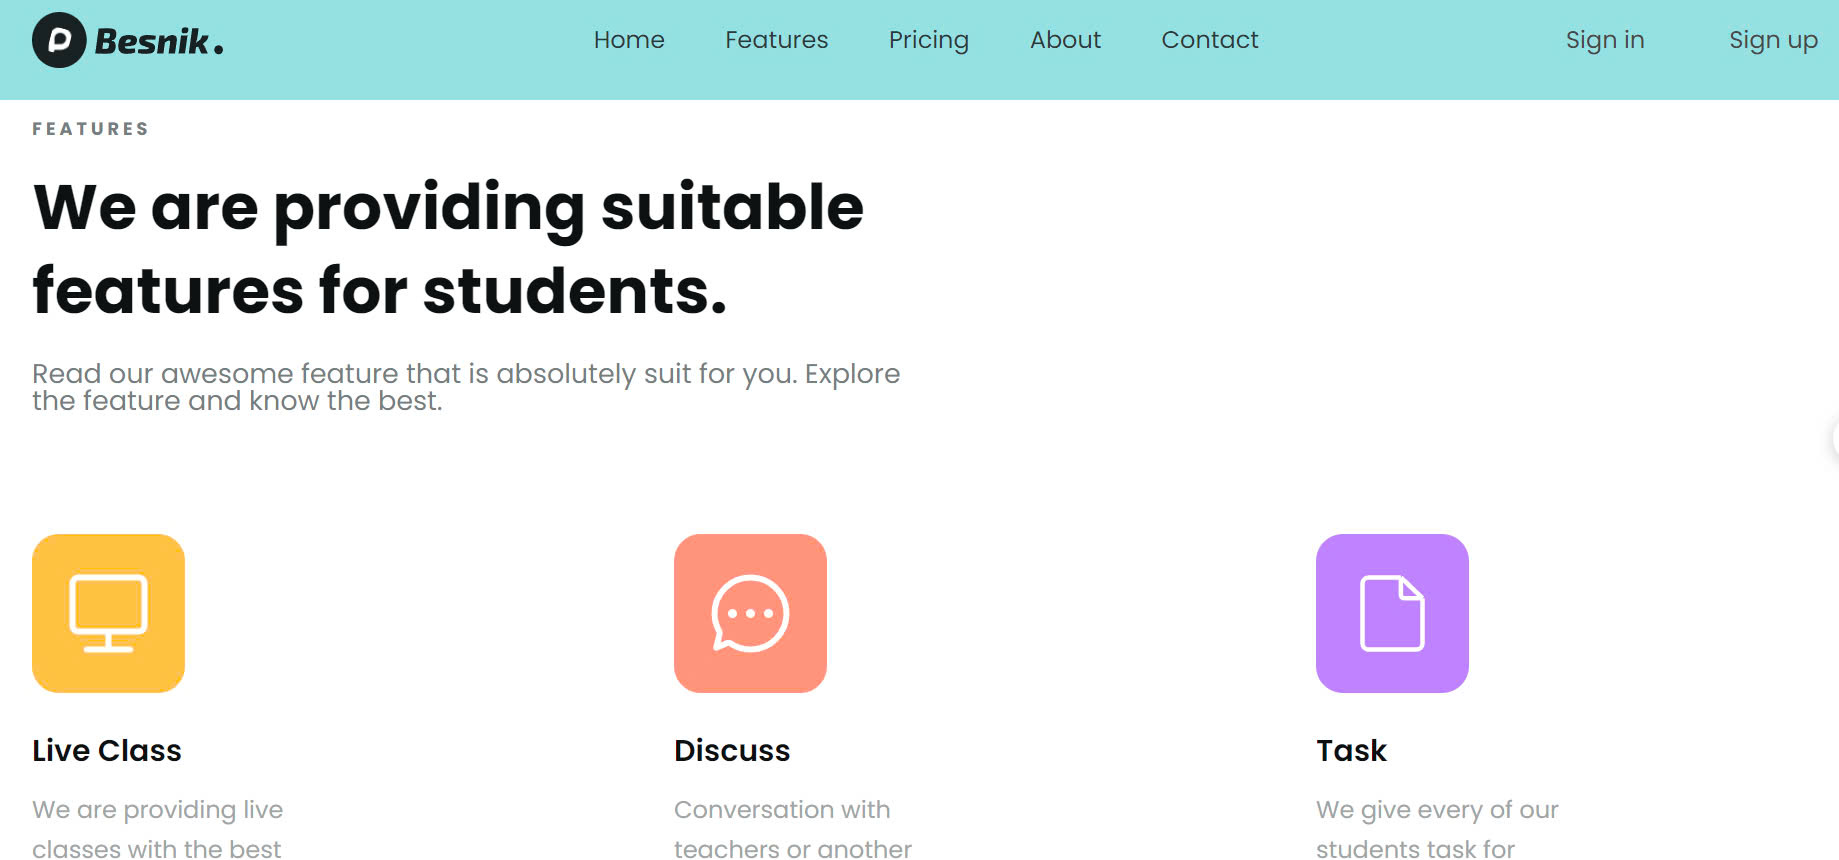 Besnik.
Home Features Pricing About Contact Sign in Sign up
FEATURES
We are providing suitable
features for students.
Read our awesome feature that is absolutely suit for you. Explore
the feature and know the best.
Live Class
We are providing live
classes with the best
Discuss
Conversation with
teachers or another
Task
We give every of our
students task for